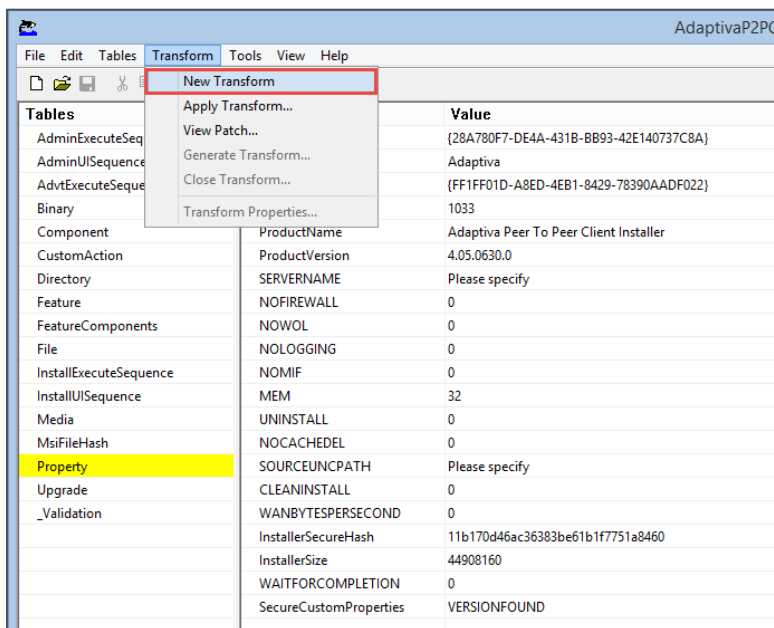 AdaptivaP2PC
File Edit Tables Transform Tools View Help
New Transform
Apply Transform...
View Patch...
Generate Transform...
Close Transform...
Transform Properties...
Tables Value
AdminExecuteSeq {28A780F7-DE4A-431B-BB93-42E140737C8A}
AdminUISequence Adaptiva
AdvtExecuteSeque {FF1FF01D-A8ED-4EB1-8429-78390AADF022}
Binary 1033
Component ProductName Adaptiva Peer To Peer Client Installer
CustomAction ProductVersion 4.05.0630.0
Directory SERVERNAME Please specify
Feature NOFIREWALL 0
FeatureComponents NOWOL 0
File NOLOGGING 0
InstallExecuteSequence NOMIF 0
InstallUISequence MEM 32
Media UNINSTALL 0
MsiFileHash NOCACHEDEL 0
Property SOURCEUNCPATH Please specify
Upgrade CLEANINSTALL 0
_Validation WANBYTESPERSECOND 0
InstallerSecureHash 11b170d46ac36383be61b1f7751a8460
InstallerSize 44908160
WAITFORCOMPLETION 0
SecureCustomProperties VERSIONFOUND